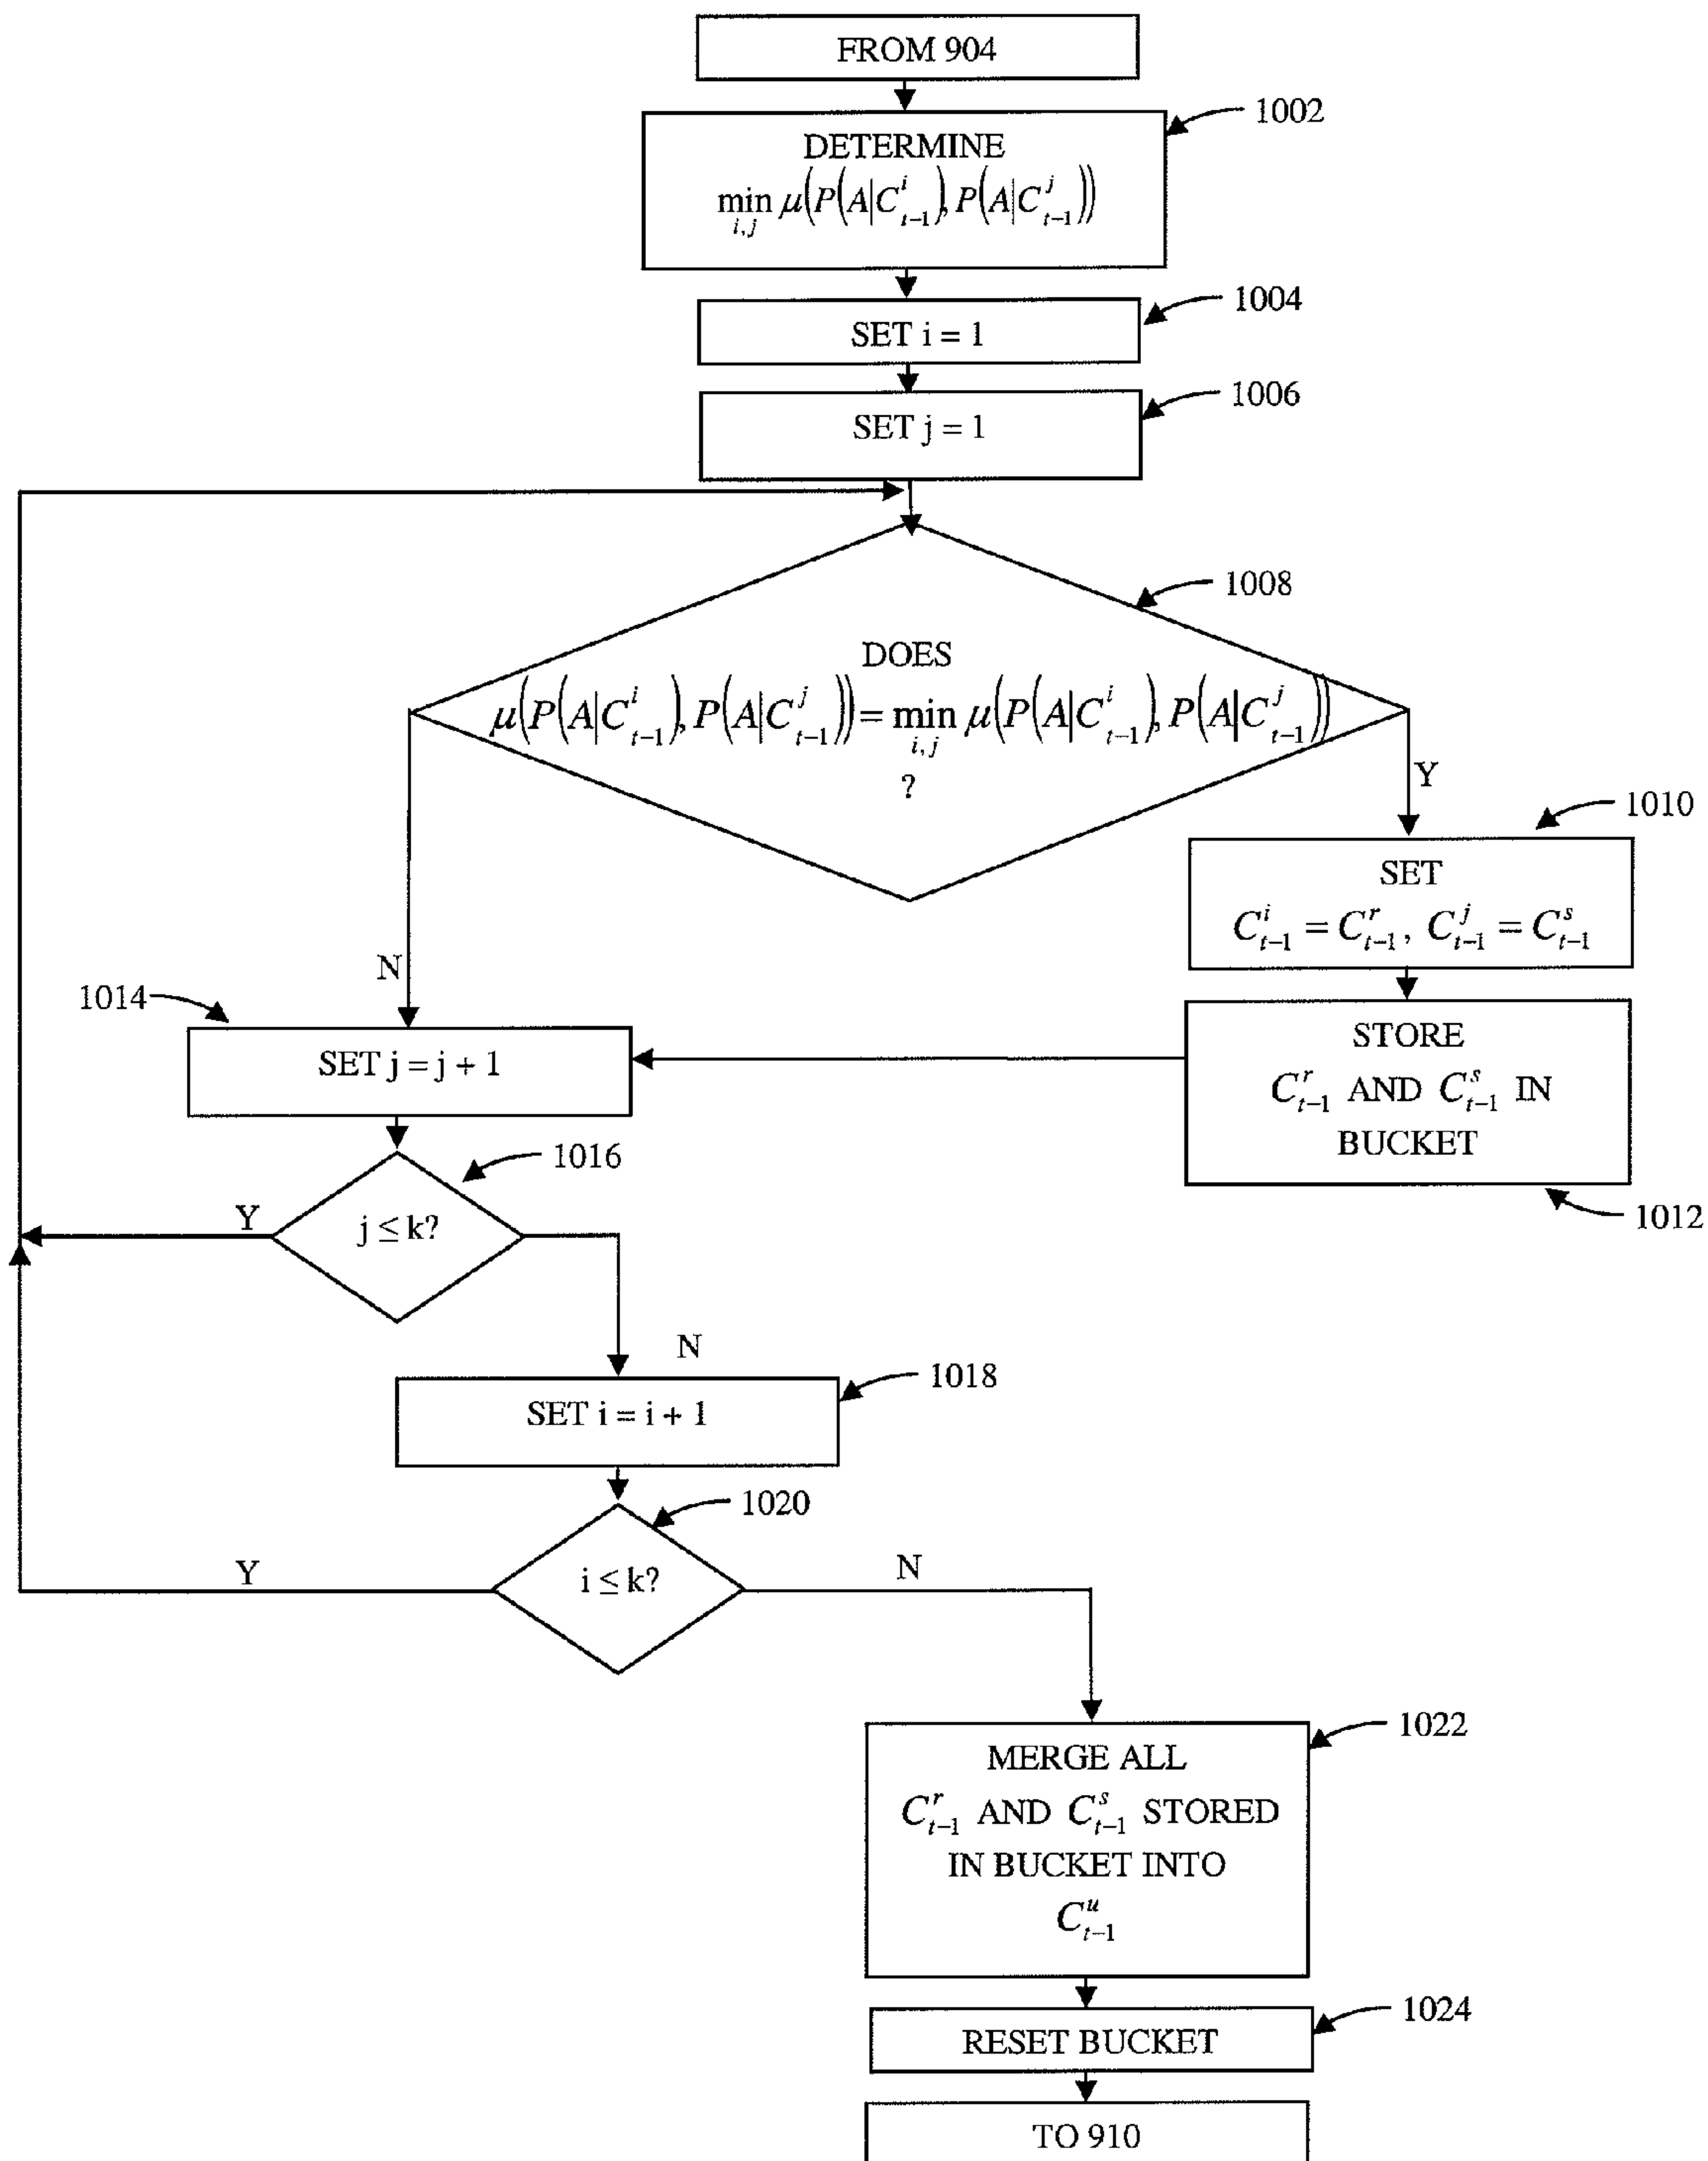 FROM 904
1002
DETERMINE
min_{i,j} μ(P(A|C^i_{t-1}), P(A|C^j_{t-1}))
1004
SET i = 1
1006
SET j = 1
1008
DOES
μ(P(A|C^i_{t-1}), P(A|C^j_{t-1})) = min_{i,j} μ(P(A|C^i_{t-1}), P(A|C^j_{t-1}))
?
Y
1010
SET
C^i_{t-1} = C^r_{t-1}, C^j_{t-1} = C^s_{t-1}
N
1014
SET j = j + 1
STORE
C^r_{t-1} AND C^s_{t-1} IN
BUCKET
1012
1016
Y
j ≤ k?
N
1018
SET i = i + 1
1020
Y
i ≤ k?
N
1022
MERGE ALL
C^r_{t-1} AND C^s_{t-1} STORED
IN BUCKET INTO
C^u_{t-1}
1024
RESET BUCKET
TO 910